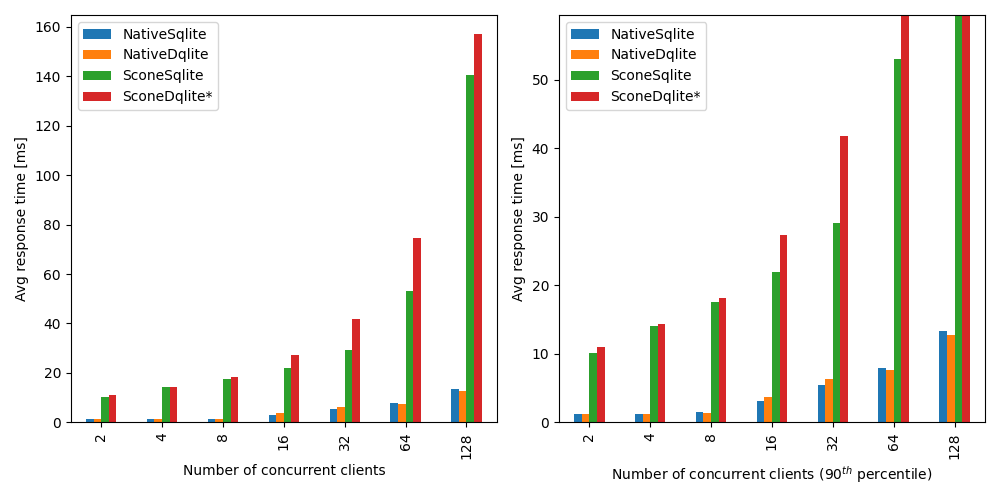 160
140
120
100
80
60
40
20
0
Avg response time [ms]
NativeSqlite
NativeDqlite
SconeSqlite
SconeDqlite*
2
4
8
16
32
64
128
Number of concurrent clients
50
40
30
20
10
0
Avg response time [ms]
NativeSqlite
NativeDqlite
SconeSqlite
SconeDqlite*
2
4
8
16
32
64
128
Number of concurrent clients (90th percentile)